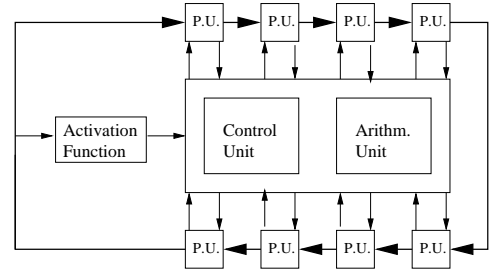 P.U. P.U. P.U. P.U.
Activation
Function
Control
Unit
Arithm.
Unit
P.U. P.U. P.U. P.U.